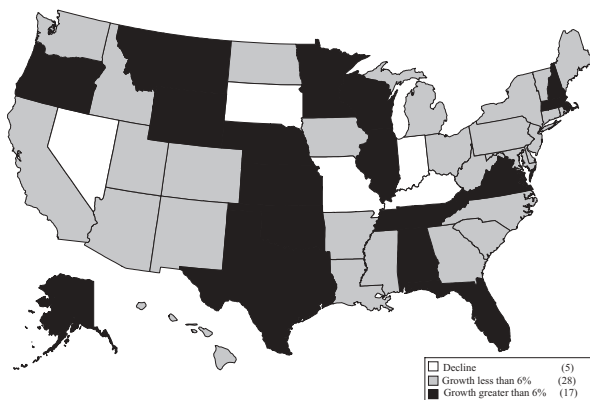 Decline (5)
Growth less than 6% (28)
Growth greater than 6% (17)